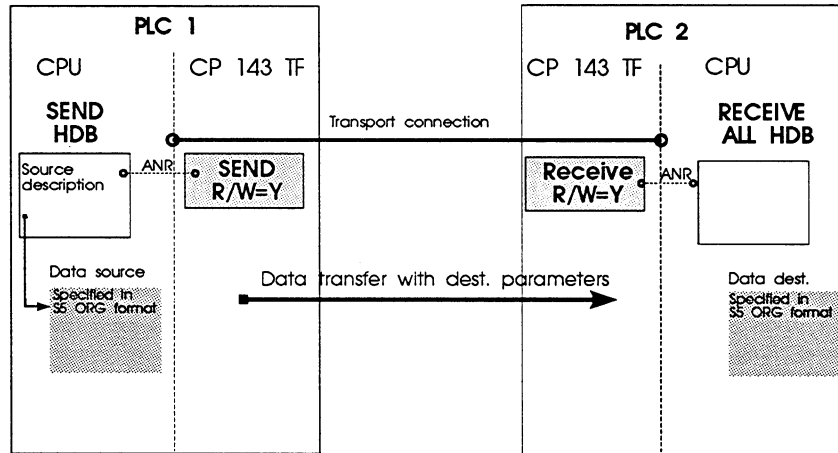 PLC 1
CPU
CP 143 TF
SEND
HDB
Source
description
ANR
SEND
R/W=Y
Data source
Specified in
S5 ORG format
Transport connection
Data transfer with dest. parameters
PLC 2
CP 143 TF
CPU
RECEIVE
ALL HDB
Receive
R/W=Y
ANR
Data dest.
Specified in
S5 ORG format